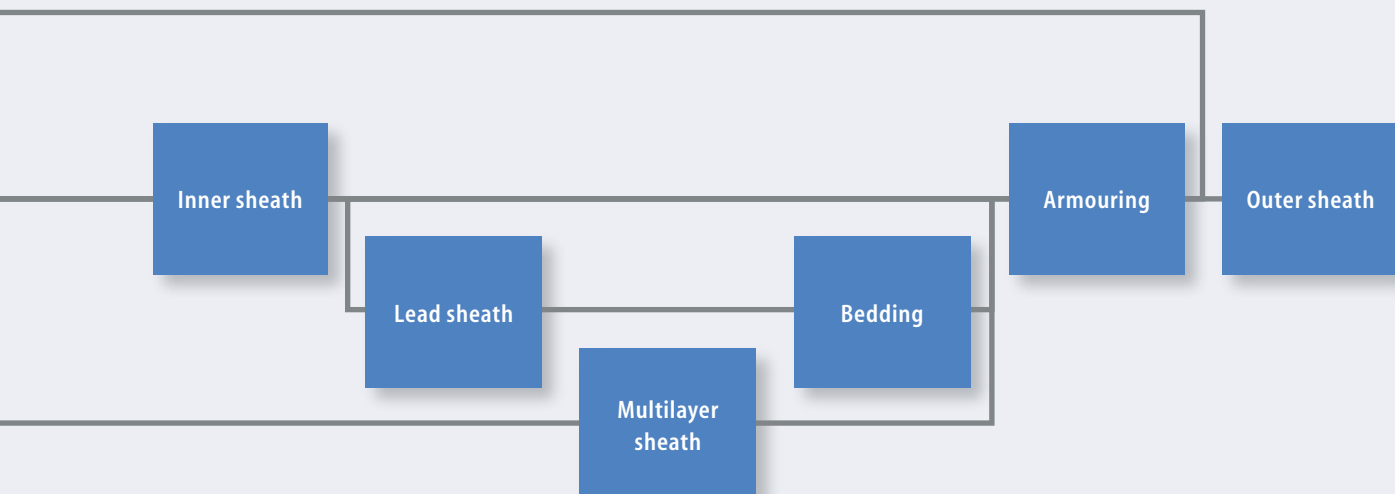 Inner sheath
Armouring
Outer sheath
Lead sheath
Bedding
Multilayer
sheath